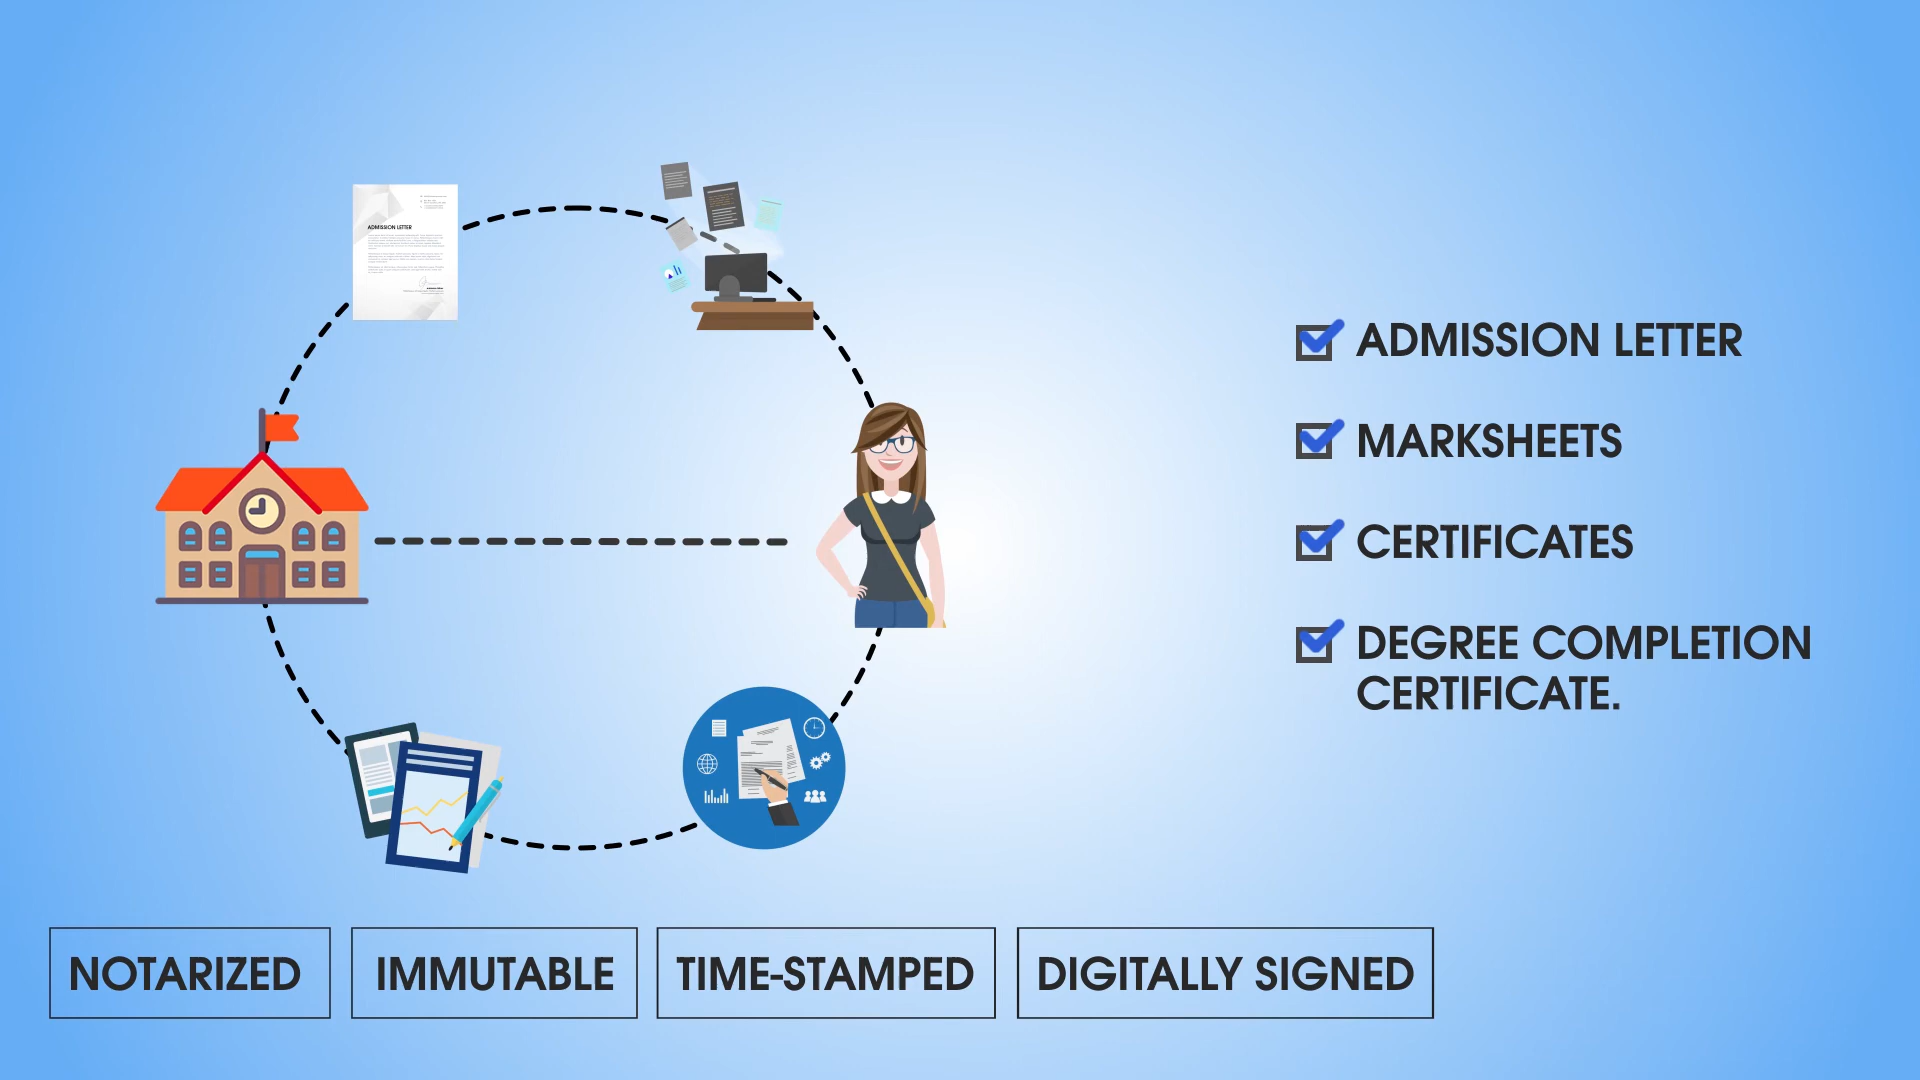 ADMISSION LETTER
ADMISSION LETTER
MARKSHEETS
CERTIFICATES
DEGREE COMPLETION
CERTIFICATE.
NOTARIZED
IMMUTABLE
TIME-STAMPED
DIGITALLY SIGNED